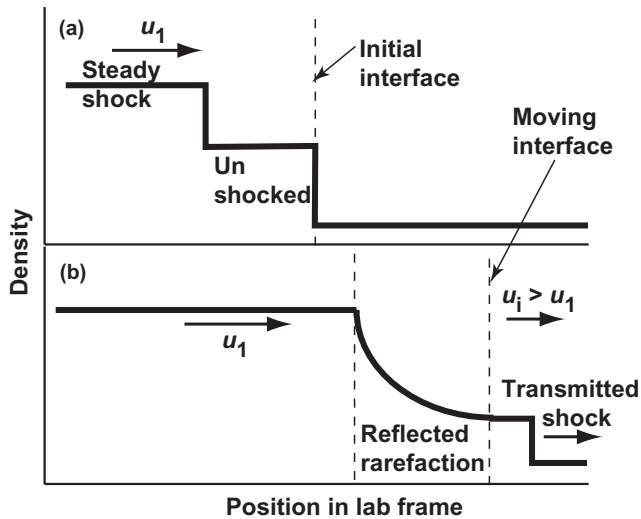 (a)
u1
Steady
shock
Un
shocked
Initial
interface
Moving
interface
Density
(b)
u1
ui > u1
Transmitted
shock
Reflected
rarefaction
Position in lab frame